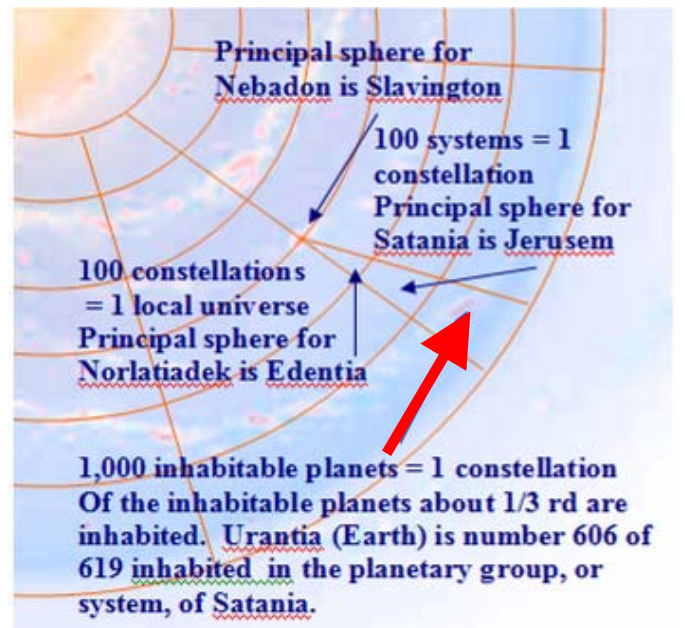 Principal sphere for
Nebadon is Slavington
100 systems = 1
constellation
Principal sphere for
Satania is Jerusem
100 constellations
= 1 local universe
Principal sphere for
Norlatiadek is Edentia
1,000 inhabitable planets = 1 constellation
Of the inhabitable planets about 1/3 rd are
inhabited. Urantia (Earth) is number 606 of
619 inhabited in the planetary group, or
system, of Satania.